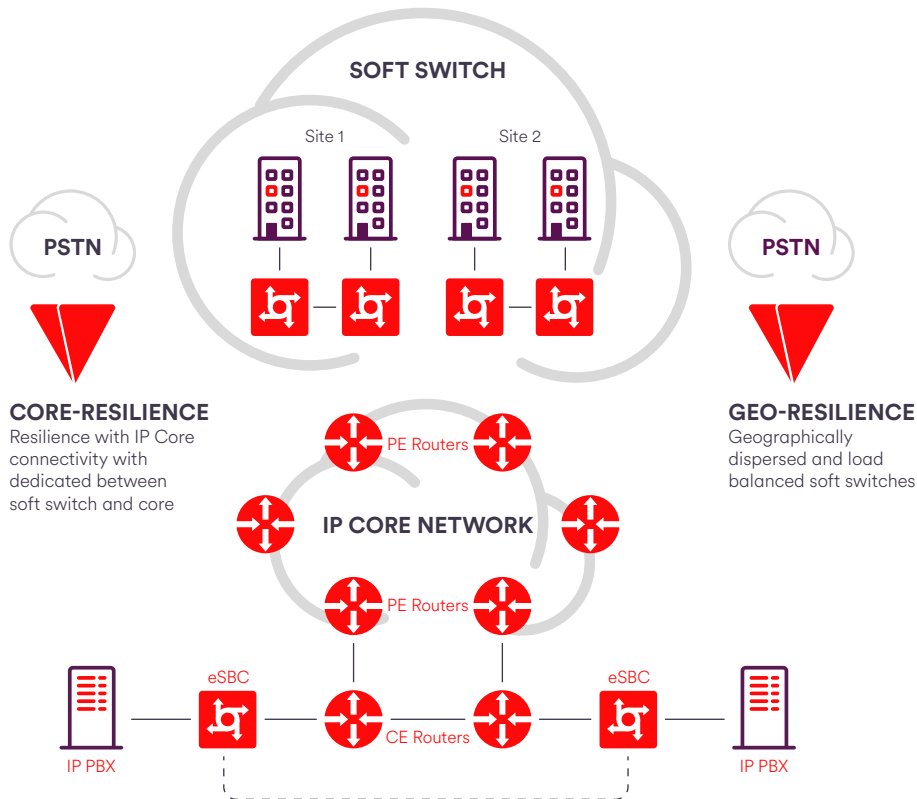 SOFT SWITCH
Site 1
Site 2
PSTN
PSTN
CORE-RESILIENCE
Resilience with IP Core
connectivity with
dedicated between
soft switch and core
GEO-RESILIENCE
Geographically
dispersed and load
balanced soft switches
PE Routers
IP CORE NETWORK
PE Routers
eSBC
eSBC
CE Routers
IP PBX
IP PBX